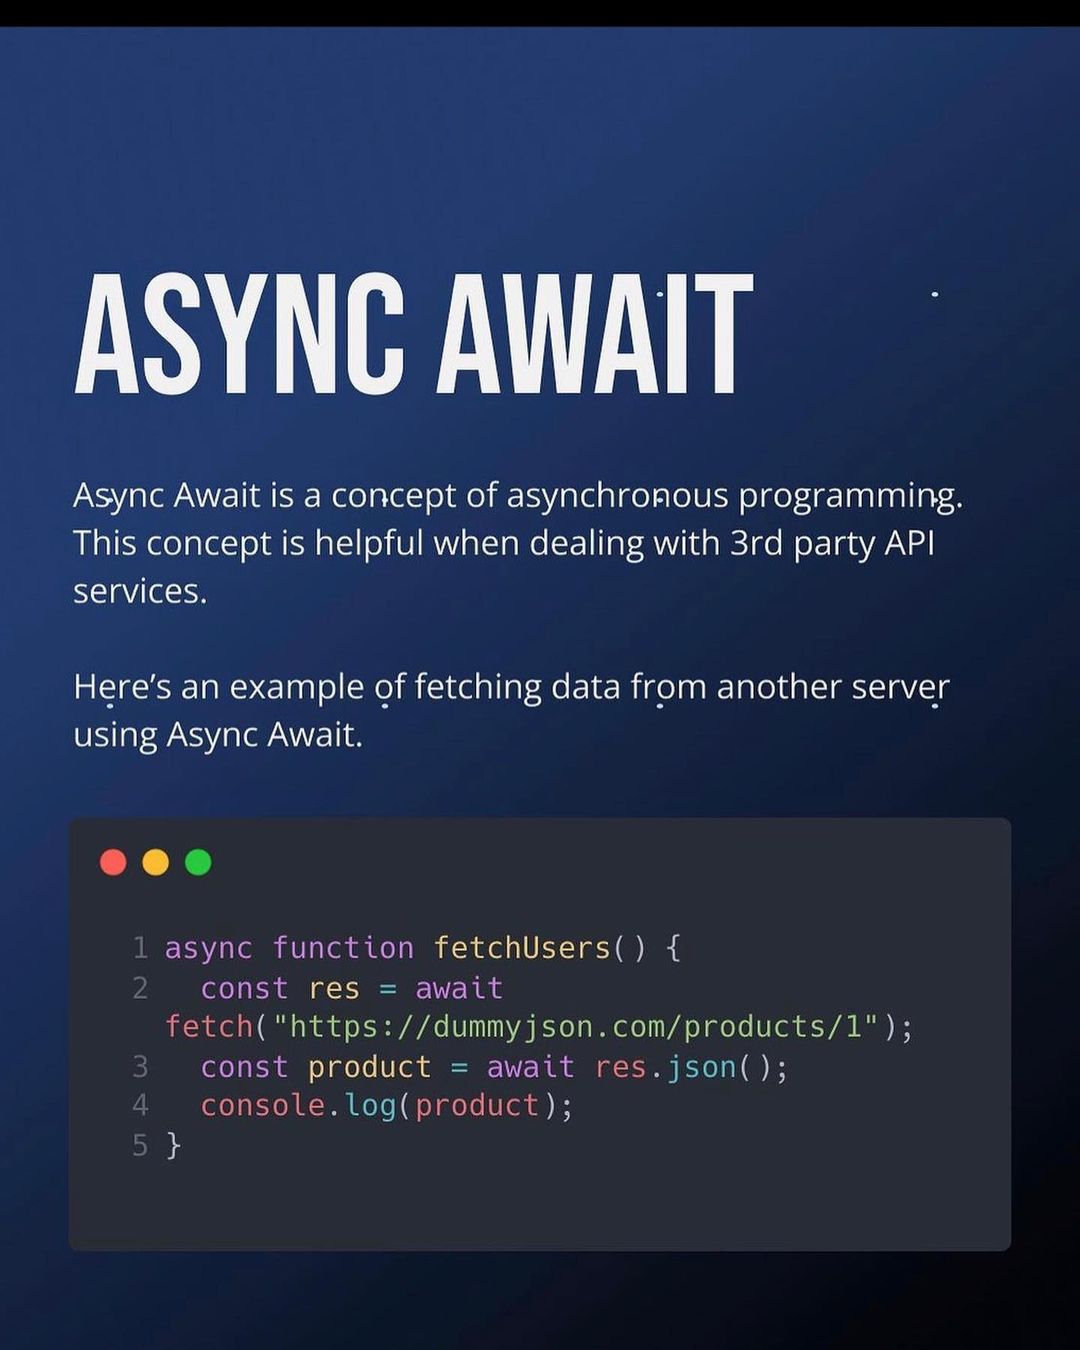 ASYNC AWAIT
Async Await is a concept of asynchronous programming.
This concept is helpful when dealing with 3rd party API
services.
Here’s an example of fetching data from another server
using Async Await.
1 async function fetchUsers() {
2   const res = await
fetch("https://dummyjson.com/products/1");
3   const product = await res.json();
4   console.log(product);
5 }